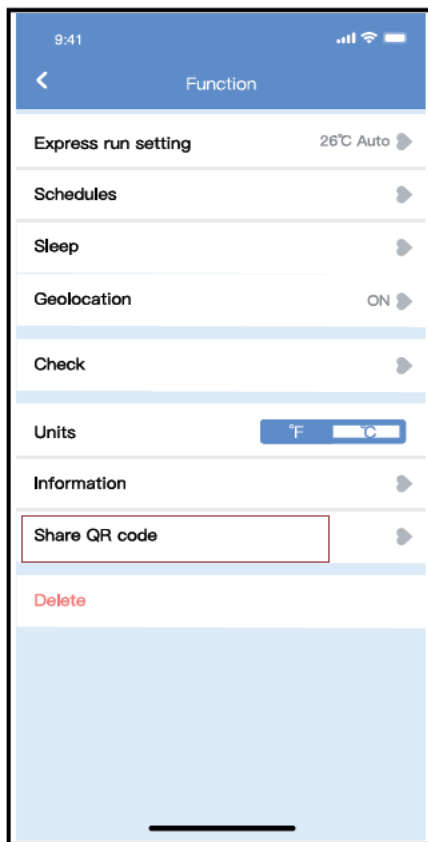 9:41
Function
Express run setting 26℃ Auto
Schedules
Sleep
Geolocation ON
Check
Units ℉ ℃
Information
Share QR code
Delete